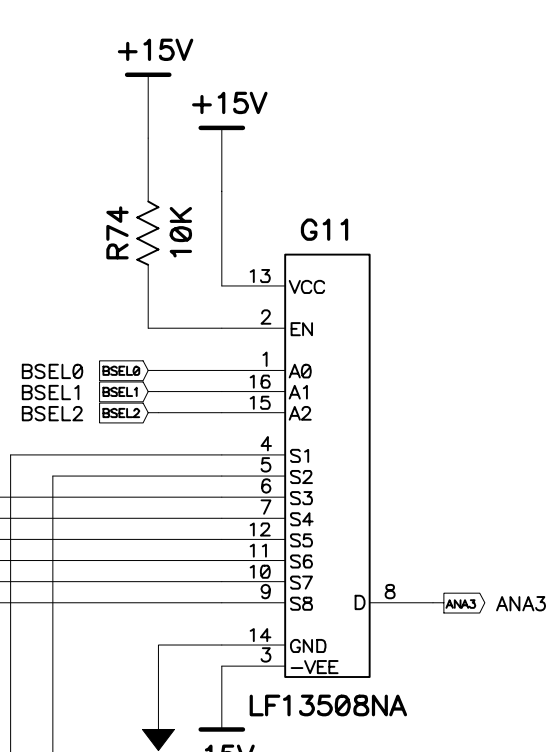 +15V
+15V
R74
10K
G11
13 VCC
2 EN
BSEL0 BSEL0 1 A0
BSEL1 BSEL1 16 A1
BSEL2 BSEL2 15 A2
4 S1
5 S2
6 S3
7 S4
12 S5
11 S6
10 S7
9 S8 D 8 ANA3 ANA3
14 GND
3 -VEE
LF13508NA
15V